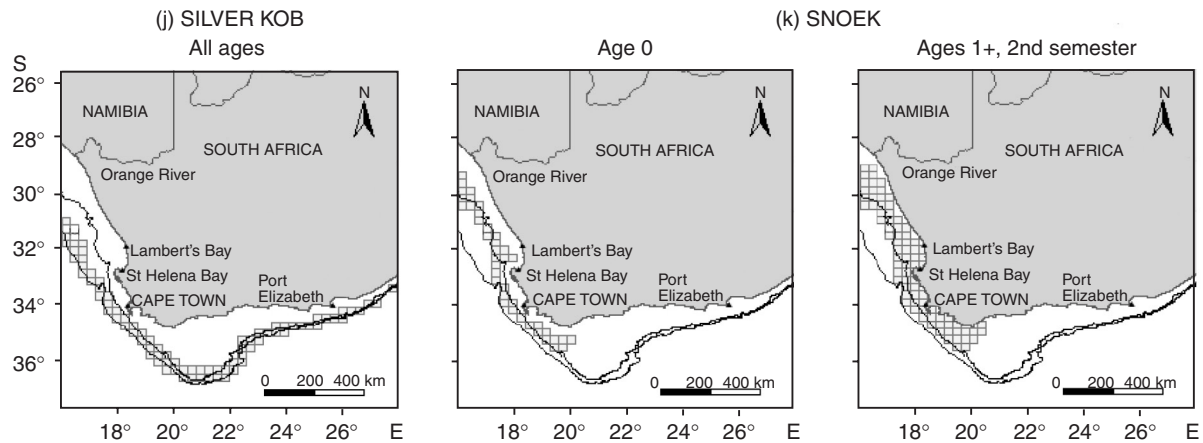 (j) SILVER KOB
(k) SNOEK
All ages
Age 0
Ages 1+, 2nd semester
S
26°
28°
30°
32°
34°
36°
N
NAMIBIA
SOUTH AFRICA
Orange River
Lambert's Bay
St Helena Bay
Port
Elizabeth
CAPE TOWN
0 200 400 km
18° 20° 22° 24° 26° E
N
NAMIBIA
SOUTH AFRICA
Orange River
Lambert's Bay
St Helena Bay
Port
Elizabeth
CAPE TOWN
0 200 400 km
18° 20° 22° 24° 26° E
N
NAMIBIA
SOUTH AFRICA
Orange River
Lambert's Bay
St Helena Bay
Port
Elizabeth
CAPE TOWN
0 200 400 km
18° 20° 22° 24° 26° E